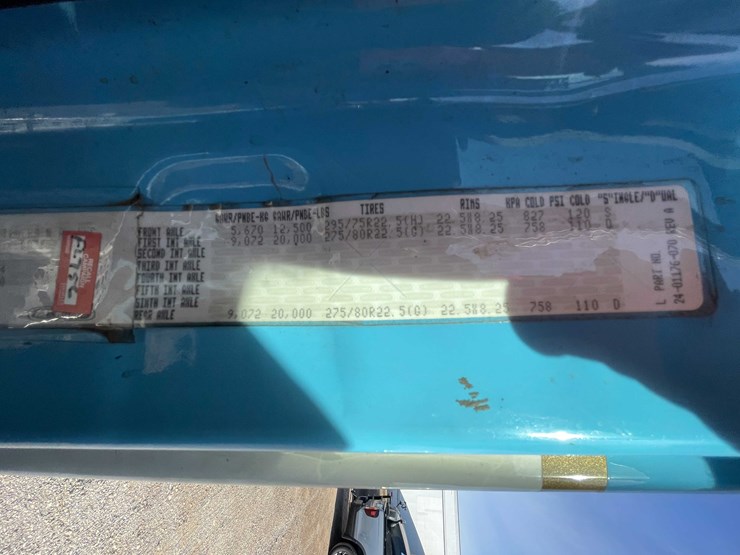 GAWR/PNBE-KG GAWR/PNBE-LBS TIRES RIMS KPA COLD PSI COLD "S"INGLE/"D"UAL
FRONT AXLE 5,670 12,500 295/75R22.5(H) 22.5X8.25 827 120 S
FIRST INT AXLE 9,072 20,000 275/80R22.5(G) 22.5X8.25 758 110 D
SECOND INT AXLE
THIRD INT AXLE
INT AXLE
FIFTH INT AXLE
SIXTH INT AXLE
REAR AXLE 9,072 20,000 275/80R22.5(G) 22.5X8.25 758 110 D
L PART NO.
24-01176-070 REV A
RECALL
CAMPAIGN